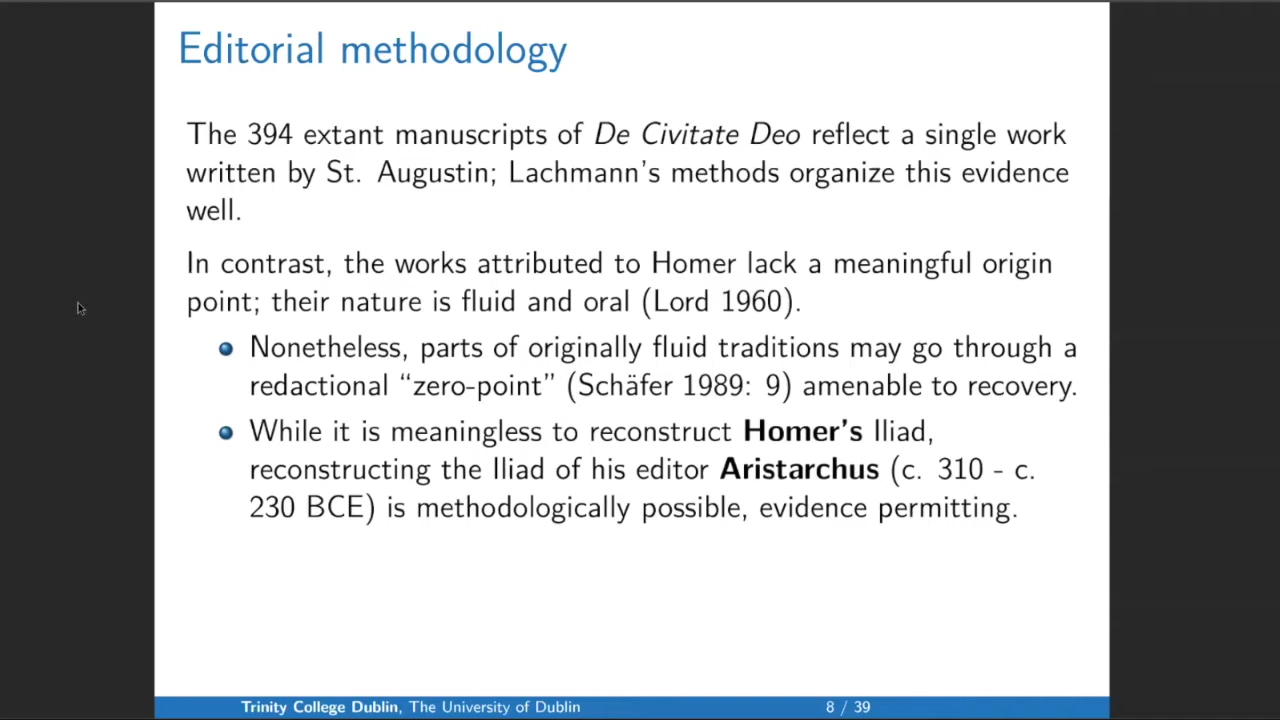 Editorial methodology
The 394 extant manuscripts of De Civitate Deo reflect a single work
written by St. Augustin; Lachmann's methods organize this evidence
well.
In contrast, the works attributed to Homer lack a meaningful origin
point; their nature is fluid and oral (Lord 1960).
Nonetheless, parts of originally fluid traditions may go through a
redactional “zero-point” (Schäfer 1989: 9) amenable to recovery.
While it is meaningless to reconstruct Homer's Iliad,
reconstructing the Iliad of his editor Aristarchus (c. 310 - c.
230 BCE) is methodologically possible, evidence permitting.
Trinity College Dublin, The University of Dublin 8 / 39